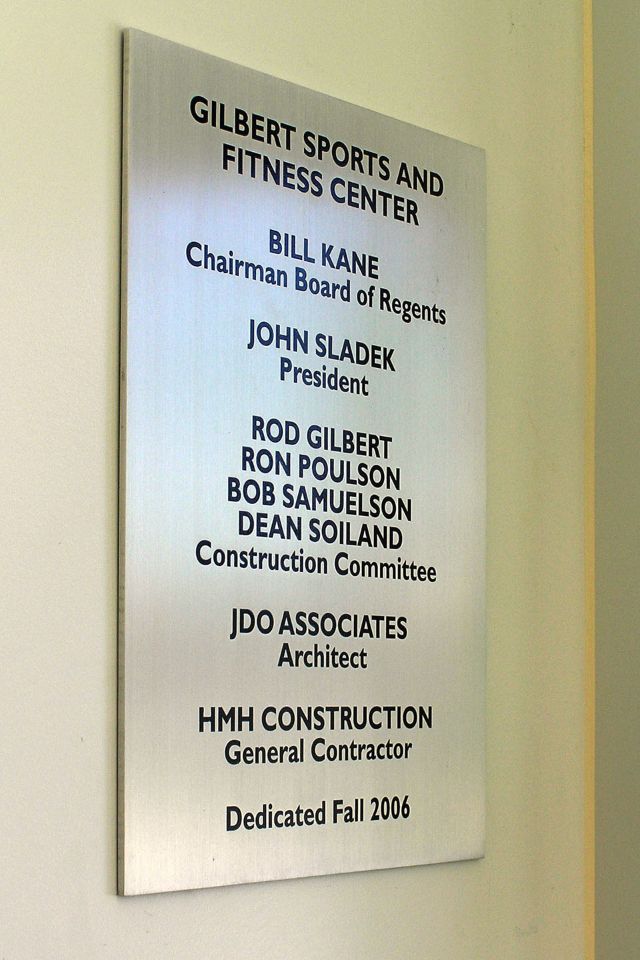 GILBERT SPORTS AND
FITNESS CENTER
BILL KANE
Chairman Board of Regents
JOHN SLADEK
President
ROD GILBERT
RON POULSON
BOB SAMUELSON
DEAN SOILAND
Construction Committee
JDO ASSOCIATES
Architect
HMH CONSTRUCTION
General Contractor
Dedicated Fall 2006